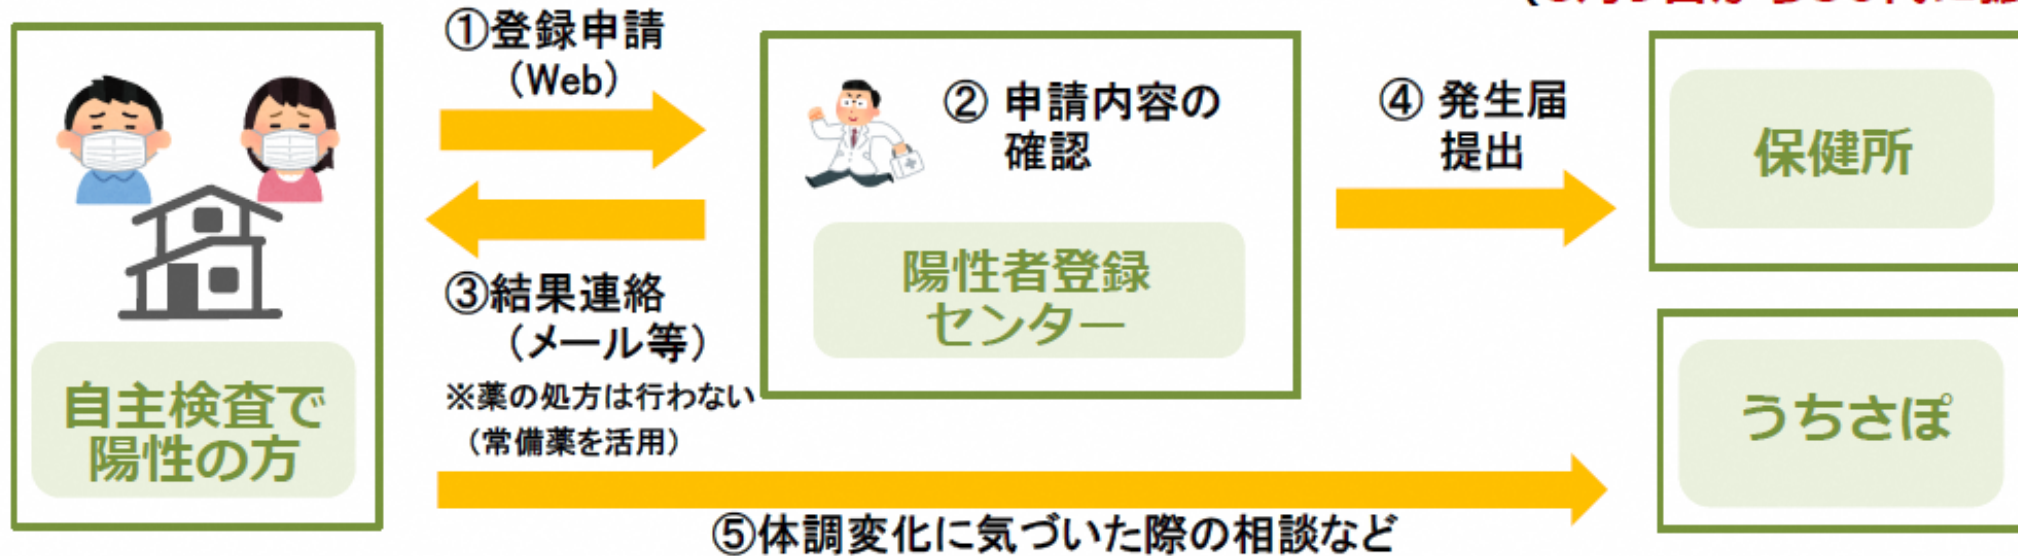 ①登録申請
（Web）
② 申請内容の
確認
④ 発生届
提出
保健所
陽性者登録
センター
③結果連絡
（メール等）
※薬の処方は行わない
（常備薬を活用）
自主検査で
陽性の方
うちさぽ
⑤体調変化に気づいた際の相談など